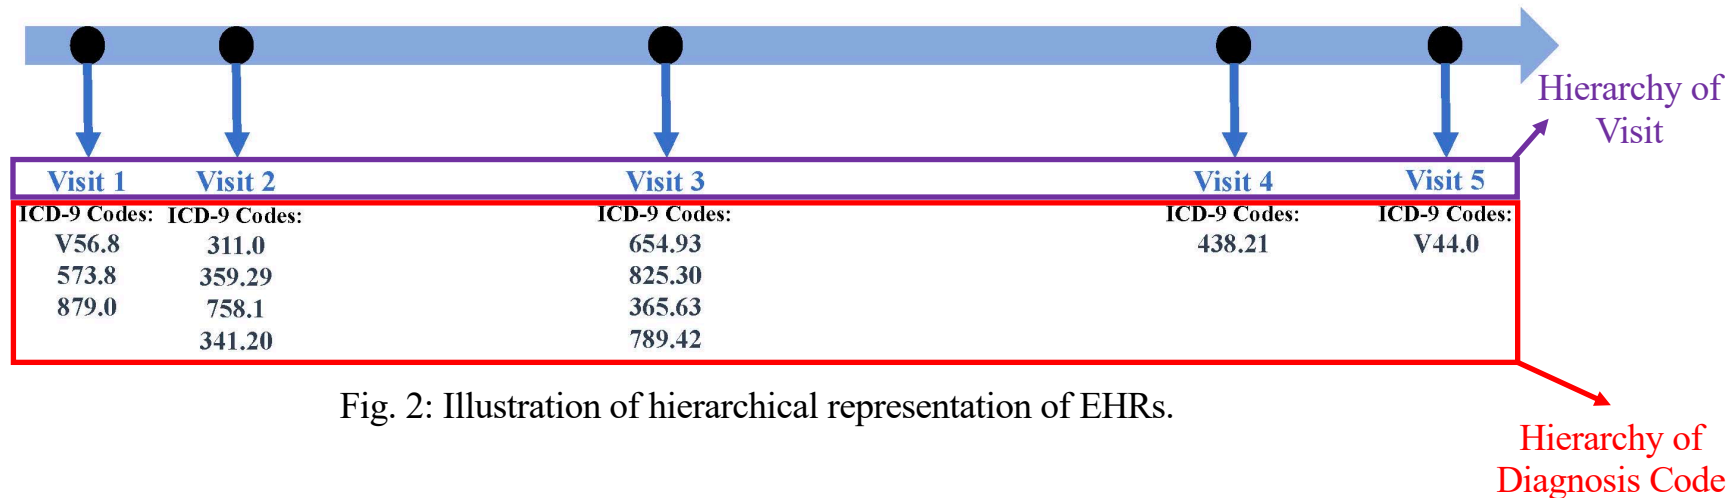 Hierarchy of
Visit
Visit 1 Visit 2 Visit 3 Visit 4 Visit 5
ICD-9 Codes: ICD-9 Codes: ICD-9 Codes: ICD-9 Codes: ICD-9 Codes:
V56.8 311.0 654.93 438.21 V44.0
573.8 359.29 825.30
879.0 758.1 365.63
341.20 789.42
Fig. 2: Illustration of hierarchical representation of EHRs.
Hierarchy of
Diagnosis Code